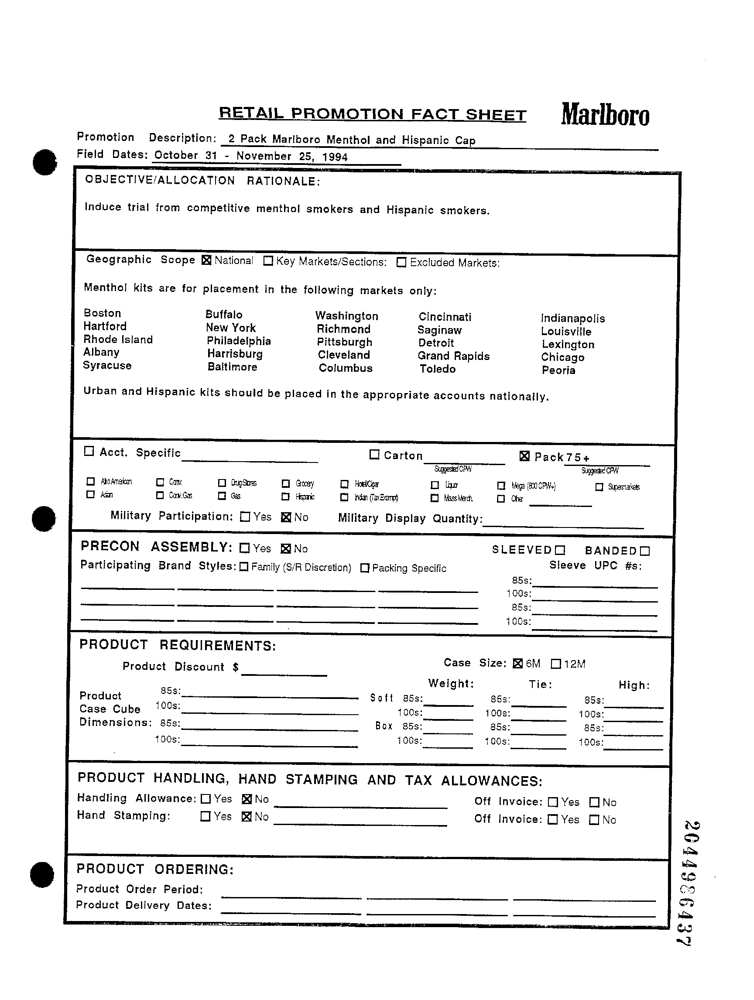 RETAIL PROMOTION FACT SHEET Marlboro
Promotion Description: 2 Pack Marlboro Menthol and Hispanic Cap
Field Dates: October 31 - November 25, 1994
OBJECTIVE/ALLOCATION RATIONALE:
Induce trial from competitive menthol smokers and Hispanic smokers.
Geographic Scope ☒ National ☐ Key Markets/Sections: ☐ Excluded Markets:
Menthol kits are for placement in the following markets only:
Boston Buffalo Washington Cincinnati Indianapolis
Hartford New York Richmond Saginaw Louisville
Rhode Island Philadelphia Pittsburgh Detroit Lexington
Albany Harrisburg Cleveland Grand Rapids Chicago
Syracuse Baltimore Columbus Toledo Peoria
Urban and Hispanic kits should be placed in the appropriate accounts nationally.
☐ Acct. Specific ☐ Carton ☒ Pack 75+
Suggested CPW Suggested CPW
☐ Afro American ☐ Conv. ☐ Drug Stores ☐ Grocery ☐ Hotel/Cigar ☐ Liquor ☐ Mega (800 CPW+) ☐ Supermarkets
☐ Asian ☐ Conv. Gas ☐ Gas ☐ Hispanic ☐ Indian (Tax Exempt) ☐ Mass Merch. ☐ Other
Military Participation: ☐ Yes ☒ No Military Display Quantity:
PRECON ASSEMBLY: ☐ Yes ☒ No SLEEVED ☐ BANDED ☐
Participating Brand Styles: ☐ Family (S/R Discretion) ☐ Packing Specific Sleeve UPC #s:
85s:
100s:
85s:
100s:
PRODUCT REQUIREMENTS:
Product Discount $ Case Size: ☒ 6M ☐ 12M
Weight: Tie: High:
Product 85s: Soft 85s: 85s: 85s:
Case Cube 100s: 100s: 100s: 100s:
Dimensions: 85s: Box 85s: 85s: 85s:
100s: 100s: 100s: 100s:
PRODUCT HANDLING, HAND STAMPING AND TAX ALLOWANCES:
Handling Allowance: ☐ Yes ☒ No Off Invoice: ☐ Yes ☐ No
Hand Stamping: ☐ Yes ☒ No Off Invoice: ☐ Yes ☐ No
PRODUCT ORDERING:
Product Order Period:
Product Delivery Dates:
2044986437